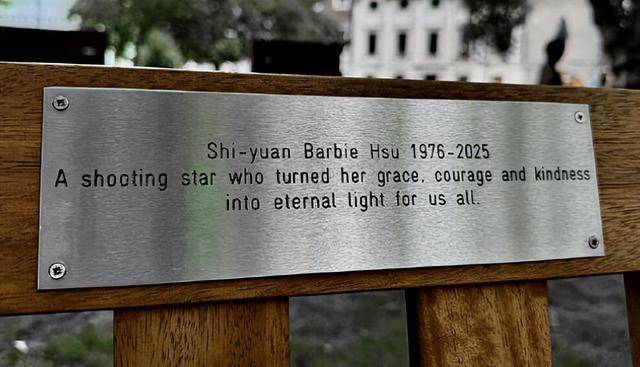 Shi-yuan Barbie Hsu 1976-2025
A shooting star who turned her grace, courage and kindness
into eternal light for us all.